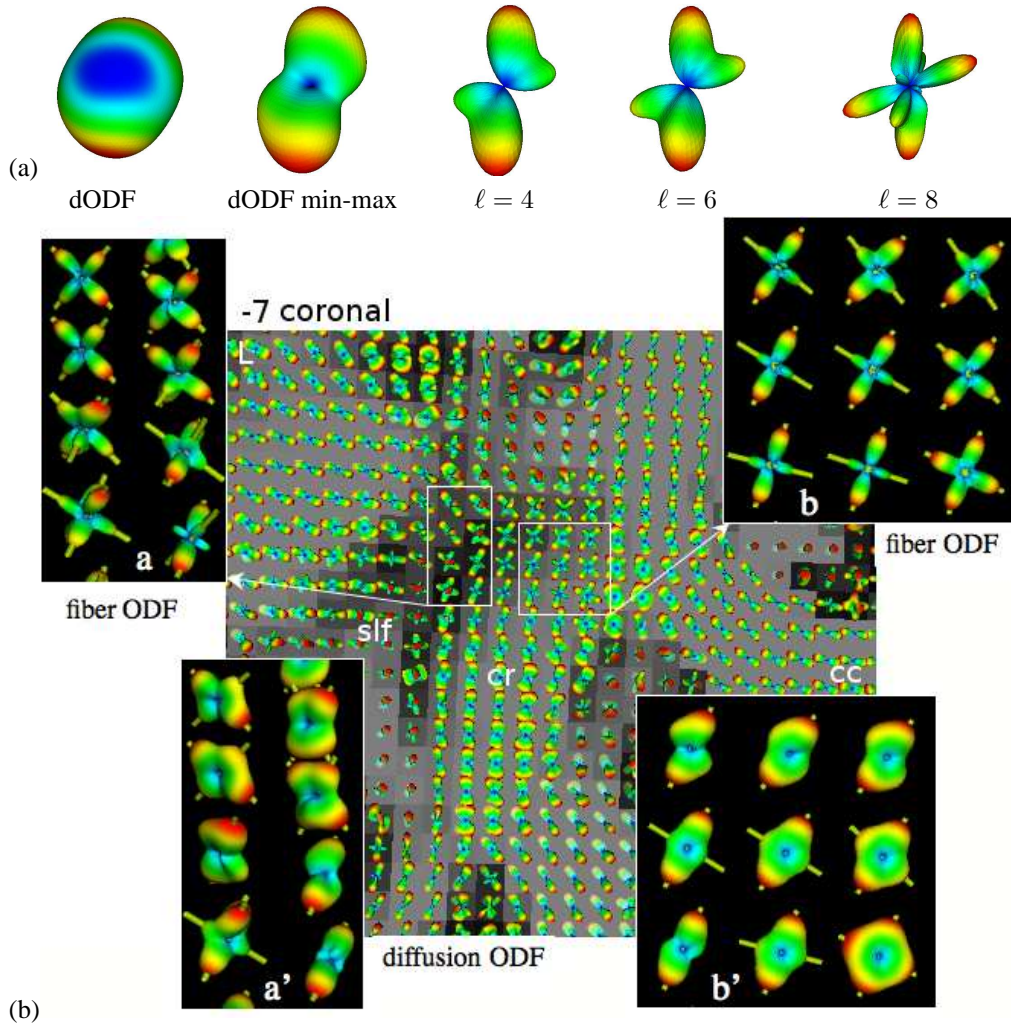 (a)
dODF
dODF min-max
ℓ = 4
ℓ = 6
ℓ = 8
-7 coronal
L
a
fiber ODF
b
fiber ODF
slf
cr
cc
a'
diffusion ODF
b'
(b)